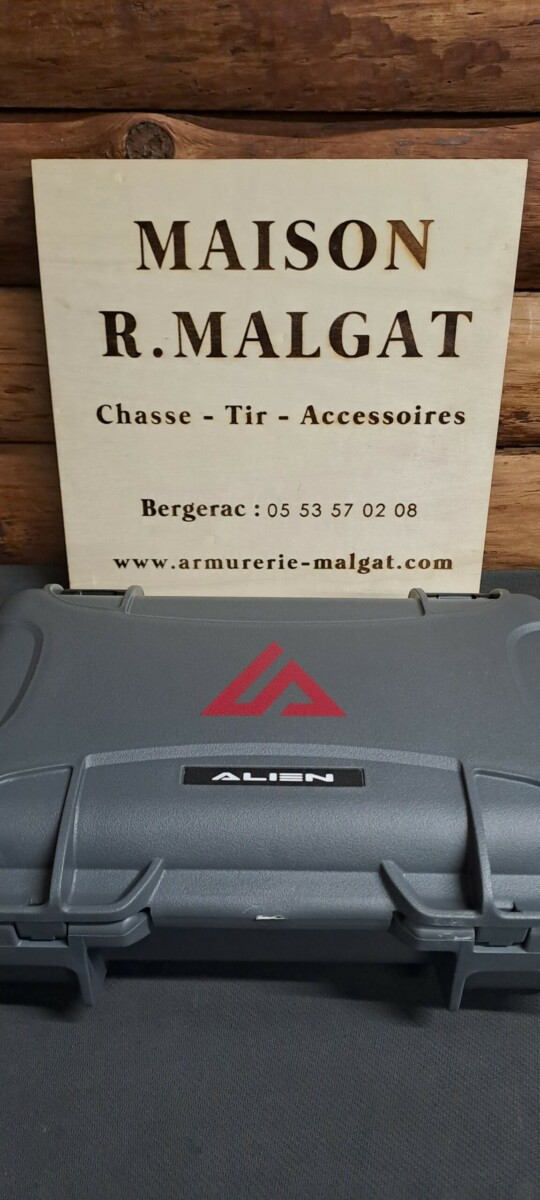 MAISON
R.MALGAT
Chasse - Tir - Accessoires
Bergerac : 05 53 57 02 08
www.armurerie-malgat.com
ALIEN